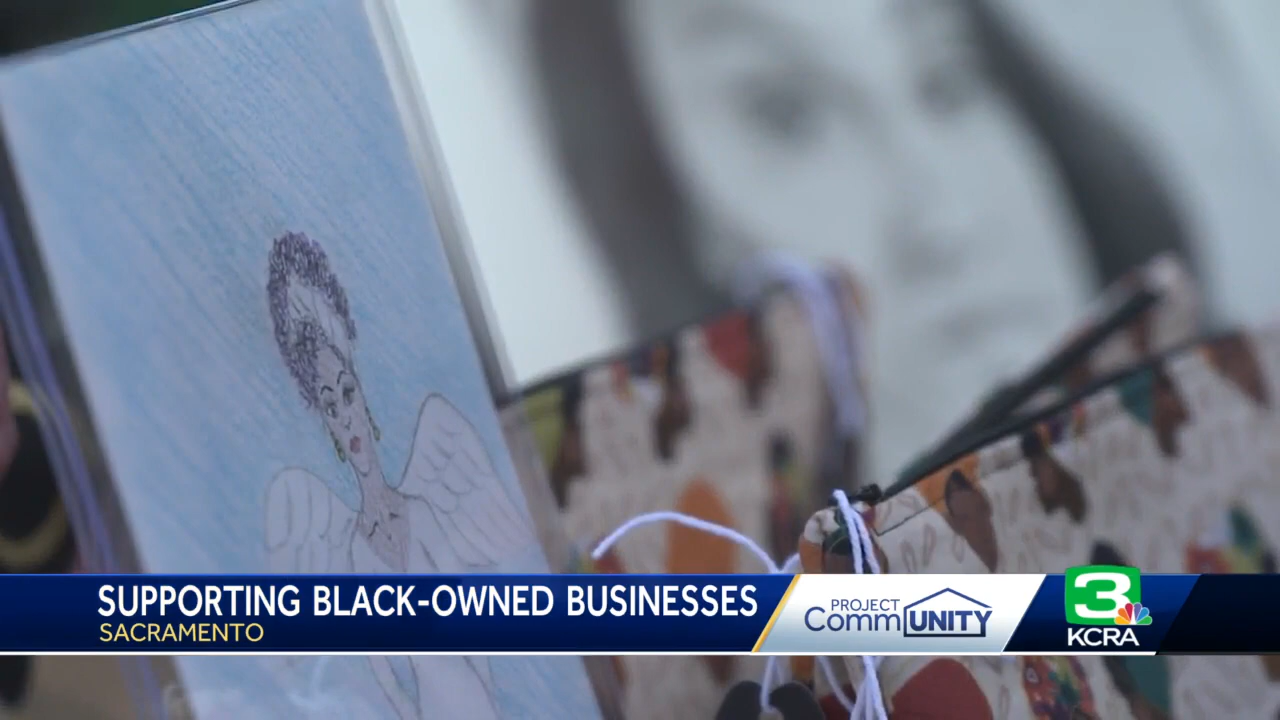 SUPPORTING BLACK-OWNED BUSINESSES
SACRAMENTO
PROJECT
CommUNITY
3
KCRA